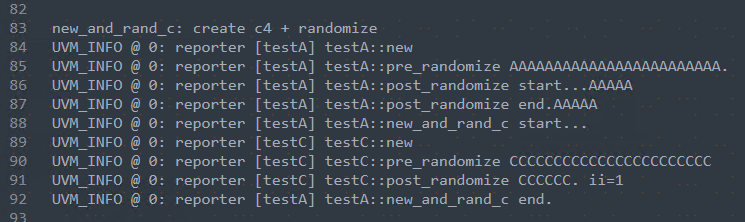 82
83 new_and_rand_c: create c4 + randomize
84 UVM_INFO @ 0: reporter [testA] testA::new
85 UVM_INFO @ 0: reporter [testA] testA::pre_randomize AAAAAAAAAAAAAAAAAAAAAAAA.
86 UVM_INFO @ 0: reporter [testA] testA::post_randomize start...AAAAA
87 UVM_INFO @ 0: reporter [testA] testA::post_randomize end.AAAAA
88 UVM_INFO @ 0: reporter [testA] testA::new_and_rand_c start...
89 UVM_INFO @ 0: reporter [testC] testC::new
90 UVM_INFO @ 0: reporter [testC] testC::pre_randomize CCCCCCCCCCCCCCCCCCCCCCC
91 UVM_INFO @ 0: reporter [testC] testC::post_randomize CCCCCC. ii=1
92 UVM_INFO @ 0: reporter [testA] testA::new_and_rand_c end.
93